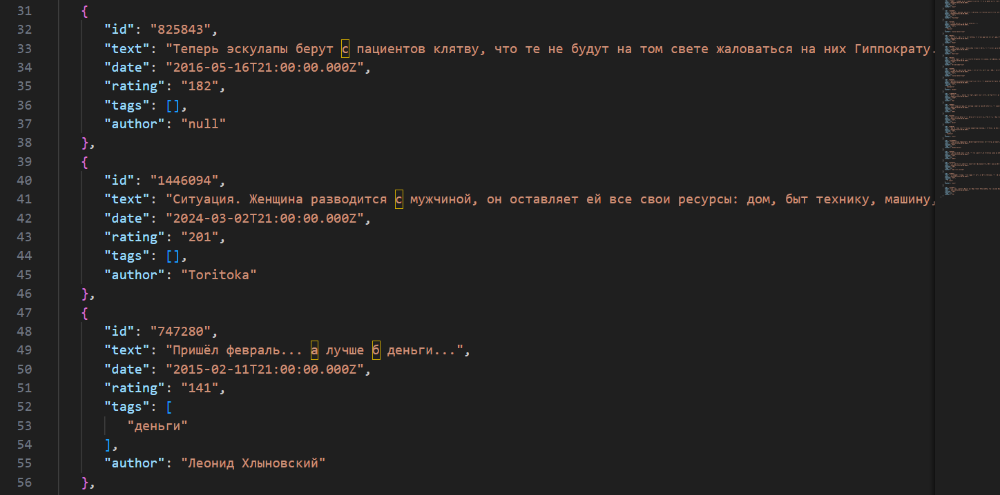 31 {
32 "id": "825843",
33 "text": "Теперь эскулапы берут с пациентов клятву, что те не будут на том свете жаловаться на них Гиппократу.
34 "date": "2016-05-16T21:00:00.000Z",
35 "rating": "182",
36 "tags": [],
37 "author": "null"
38 },
39 {
40 "id": "1446094",
41 "text": "Ситуация. Женщина разводится с мужчиной, он оставляет ей все свои ресурсы: дом, быт технику, машину,
42 "date": "2024-03-02T21:00:00.000Z",
43 "rating": "201",
44 "tags": [],
45 "author": "Toritoka"
46 },
47 {
48 "id": "747280",
49 "text": "Пришёл февраль... а лучше б деньги...",
50 "date": "2015-02-11T21:00:00.000Z",
51 "rating": "141",
52 "tags": [
53 "деньги"
54 ],
55 "author": "Леонид Хлыновский"
56 },